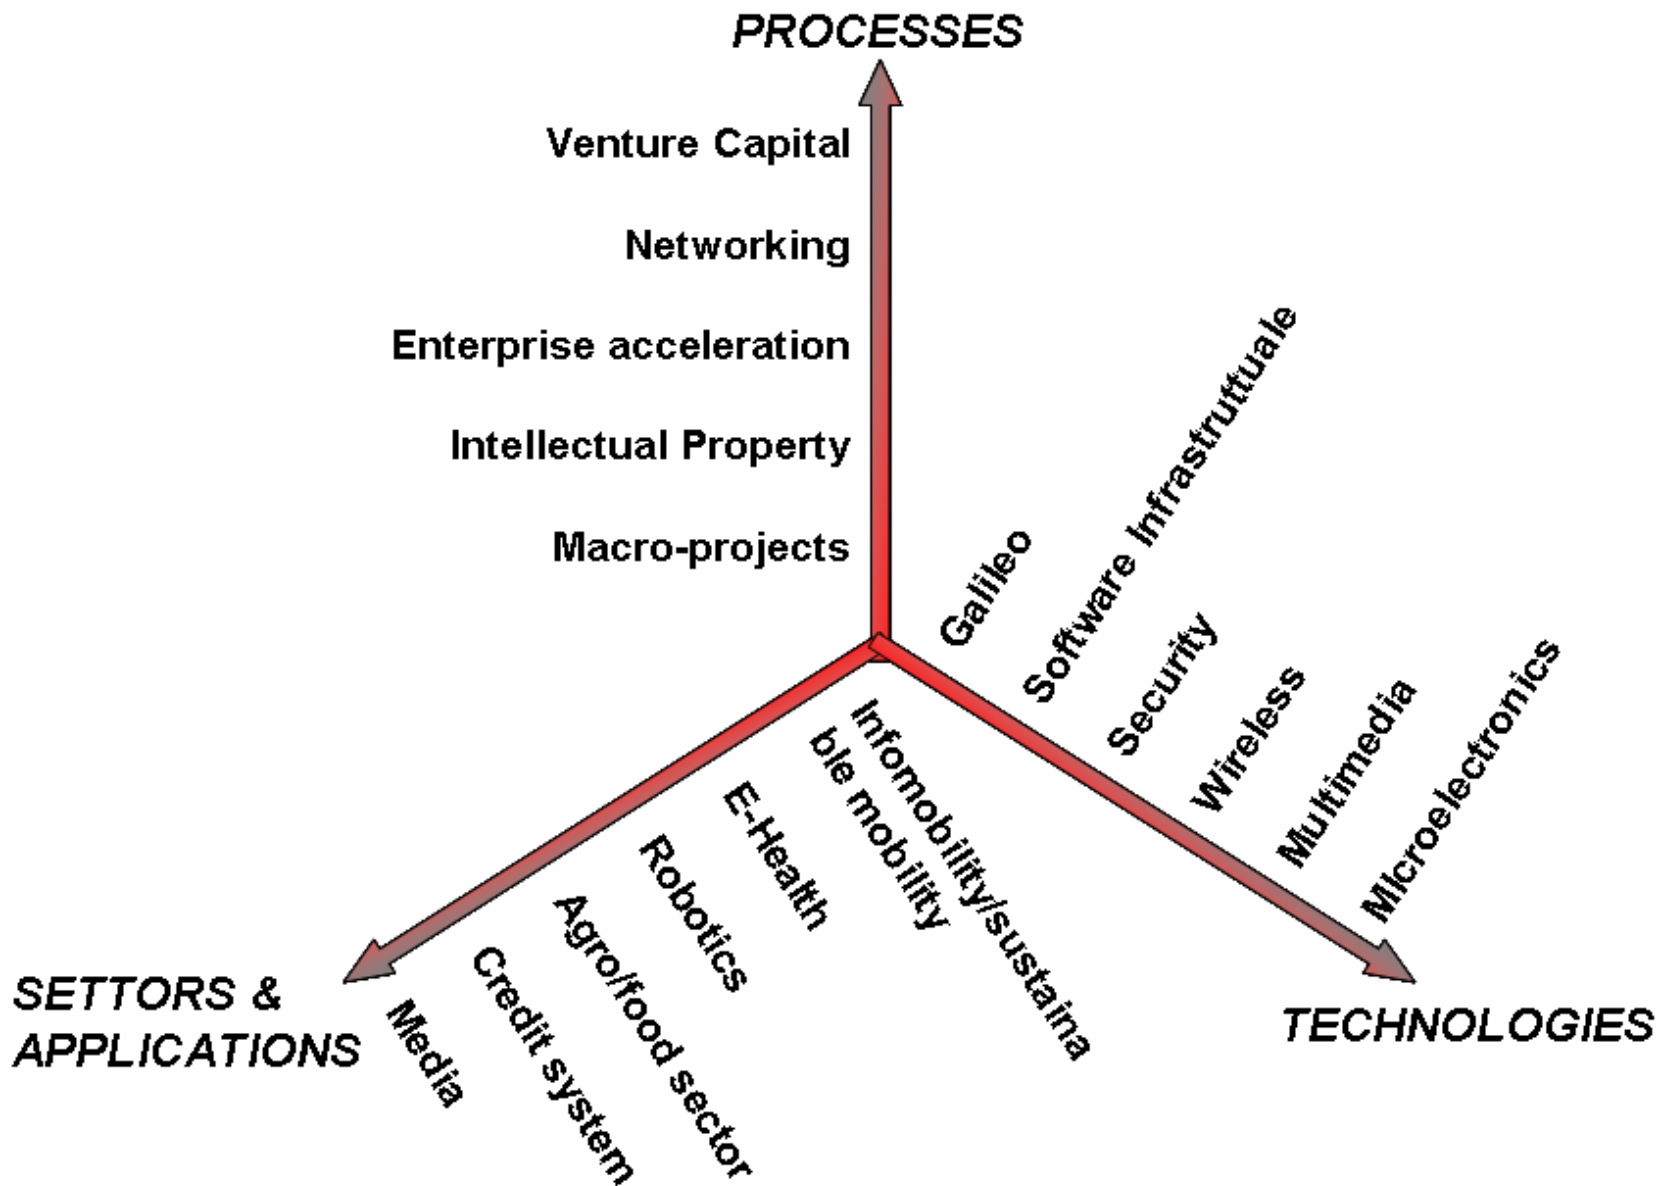 PROCESSES
Venture Capital
Networking
Enterprise acceleration
Intellectual Property
Macro-projects
Galileo
Software Infrastruttuale
Security
Wireless
Multimedia
MIcroelectronics
TECHNOLOGIES
Infomobility/sustaina
ble mobility
E-Health
Robotics
Agro/food sector
Credit system
Media
SETTORS &
APPLICATIONS